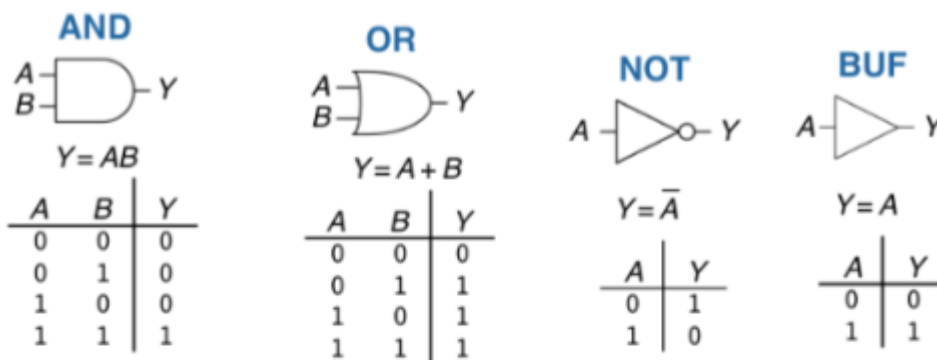 AND
A
B
Y
Y = AB
A B Y
0 0 0
0 1 0
1 0 0
1 1 1
OR
A
B
Y
Y = A + B
A B Y
0 0 0
0 1 1
1 0 1
1 1 1
NOT
A Y
Y = A̅
A Y
0 1
1 0
BUF
A Y
Y = A
A Y
0 0
1 1